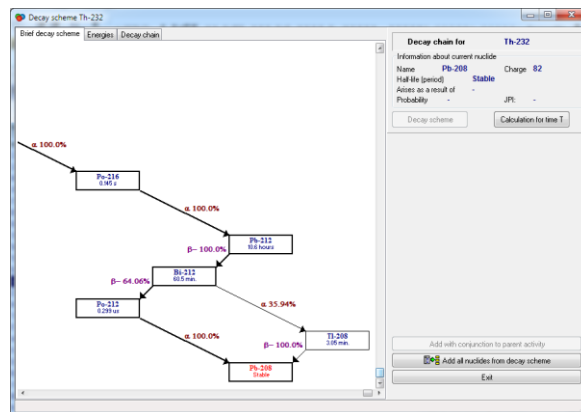 Decay scheme Th-232
Brief decay scheme Energies Decay chain
α 100.0%
Po-216
0.145 s
α 100.0%
Pb-212
10.6 hours
β− 100.0%
Bi-212
60.5 min.
β− 64.06%
α 35.94%
Po-212
0.299 us
Tl-208
3.05 min.
α 100.0%
β− 100.0%
Pb-208
Stable
Decay chain for Th-232
Information about current nuclide
Name Pb-208 Charge 82
Half-life (period) Stable
Arises as a result of -
Probability - JPI: -
Decay scheme Calculation for time T
Add with conjunction to parent activity
Add all nuclides from decay scheme
Exit